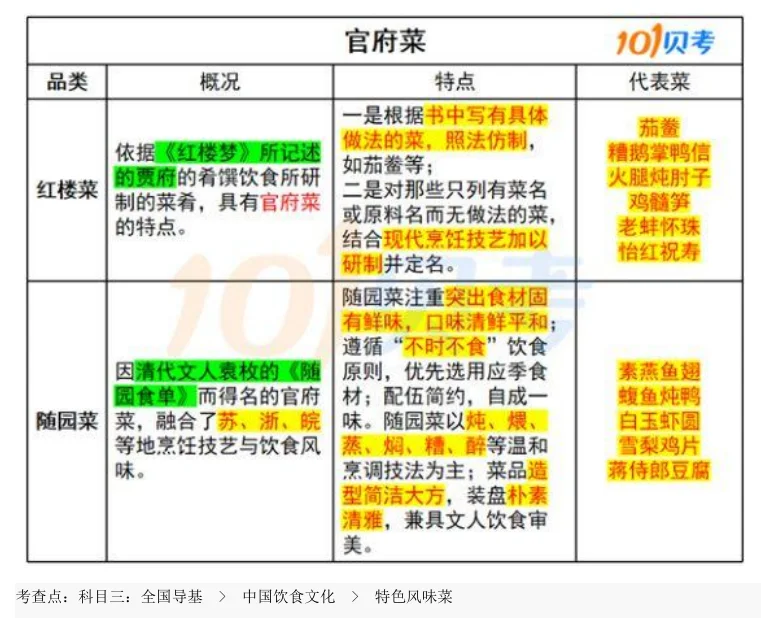 官府菜
101贝考
品类
概况
特点
代表菜
红楼菜
依据《红楼梦》所记述
的贾府的肴馔饮食所研
制的菜肴，具有官府菜
的特点。
一是根据书中写有具体
做法的菜，照法仿制，
如茄鲞等；
二是对那些只列有菜名
或原料名而无做法的菜，
结合现代烹饪技艺加以
研制并定名。
茄鲞
糟鹅掌鸭信
火腿炖肘子
鸡髓笋
老蚌怀珠
怡红祝寿
随园菜
因清代文人袁枚的《随
园食单》而得名的官府
菜，融合了苏、浙、皖
等地烹饪技艺与饮食风
味。
随园菜注重突出食材固
有鲜味，口味清鲜平和；
遵循“不时不食”饮食
原则，优先选用应季食
材；配伍简约，自成一
味。随园菜以炖、煨、
蒸、焖、糟、醉等温和
烹调技法为主；菜品造
型简洁大方，装盘朴素
清雅，兼具文人饮食审
美。
素燕鱼翅
蝮鱼炖鸭
白玉虾圆
雪梨鸡片
蒋侍郎豆腐
101贝考
考查点：科目三：全国导基 > 中国饮食文化 > 特色风味菜